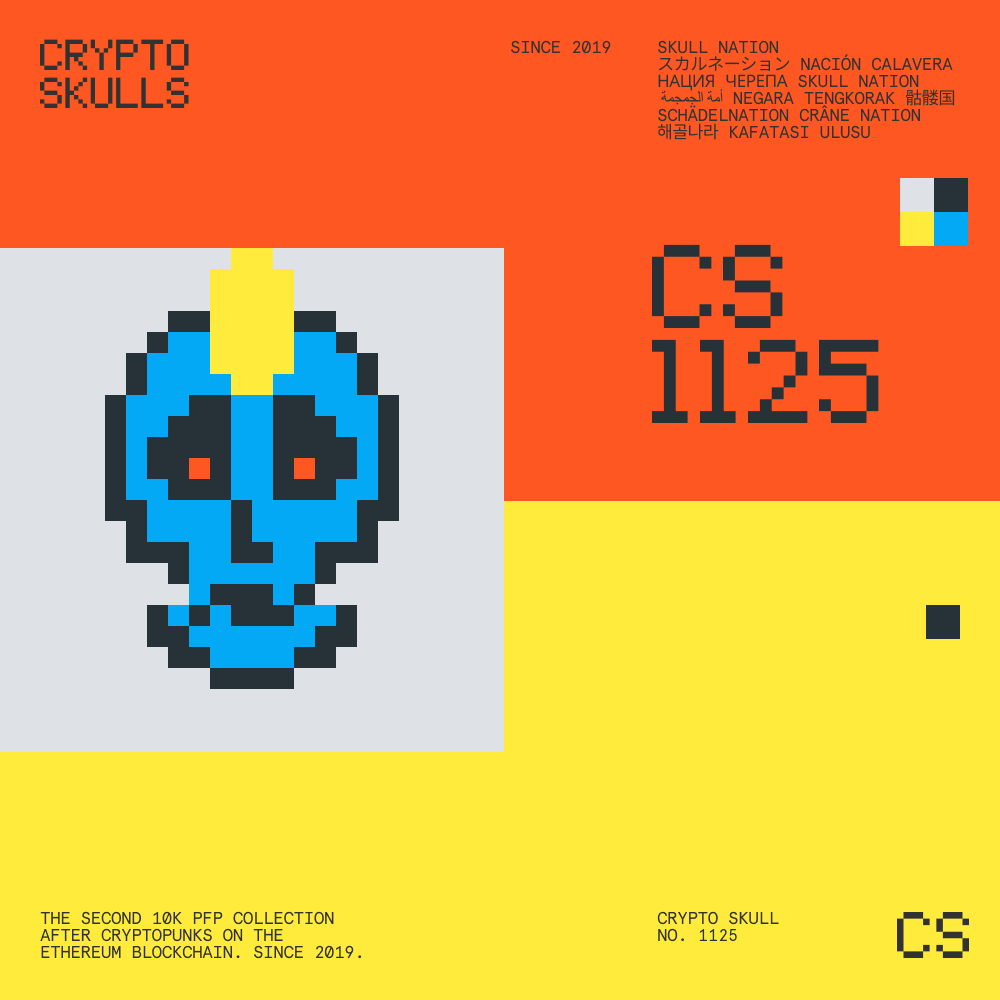 CRYPTO
SKULLS
SINCE 2019
SKULL NATION
スカルネーション NACIÓN CALAVERA
НАЦИЯ ЧЕРЕПА SKULL NATION
أمة الجمجمة NEGARA TENGKORAK 骷髅国
SCHÄDELNATION CRÂNE NATION
해골나라 KAFATASI ULUSU
CS
1125
THE SECOND 10K PFP COLLECTION
AFTER CRYPTOPUNKS ON THE
ETHEREUM BLOCKCHAIN. SINCE 2019.
CRYPTO SKULL
NO. 1125
CS